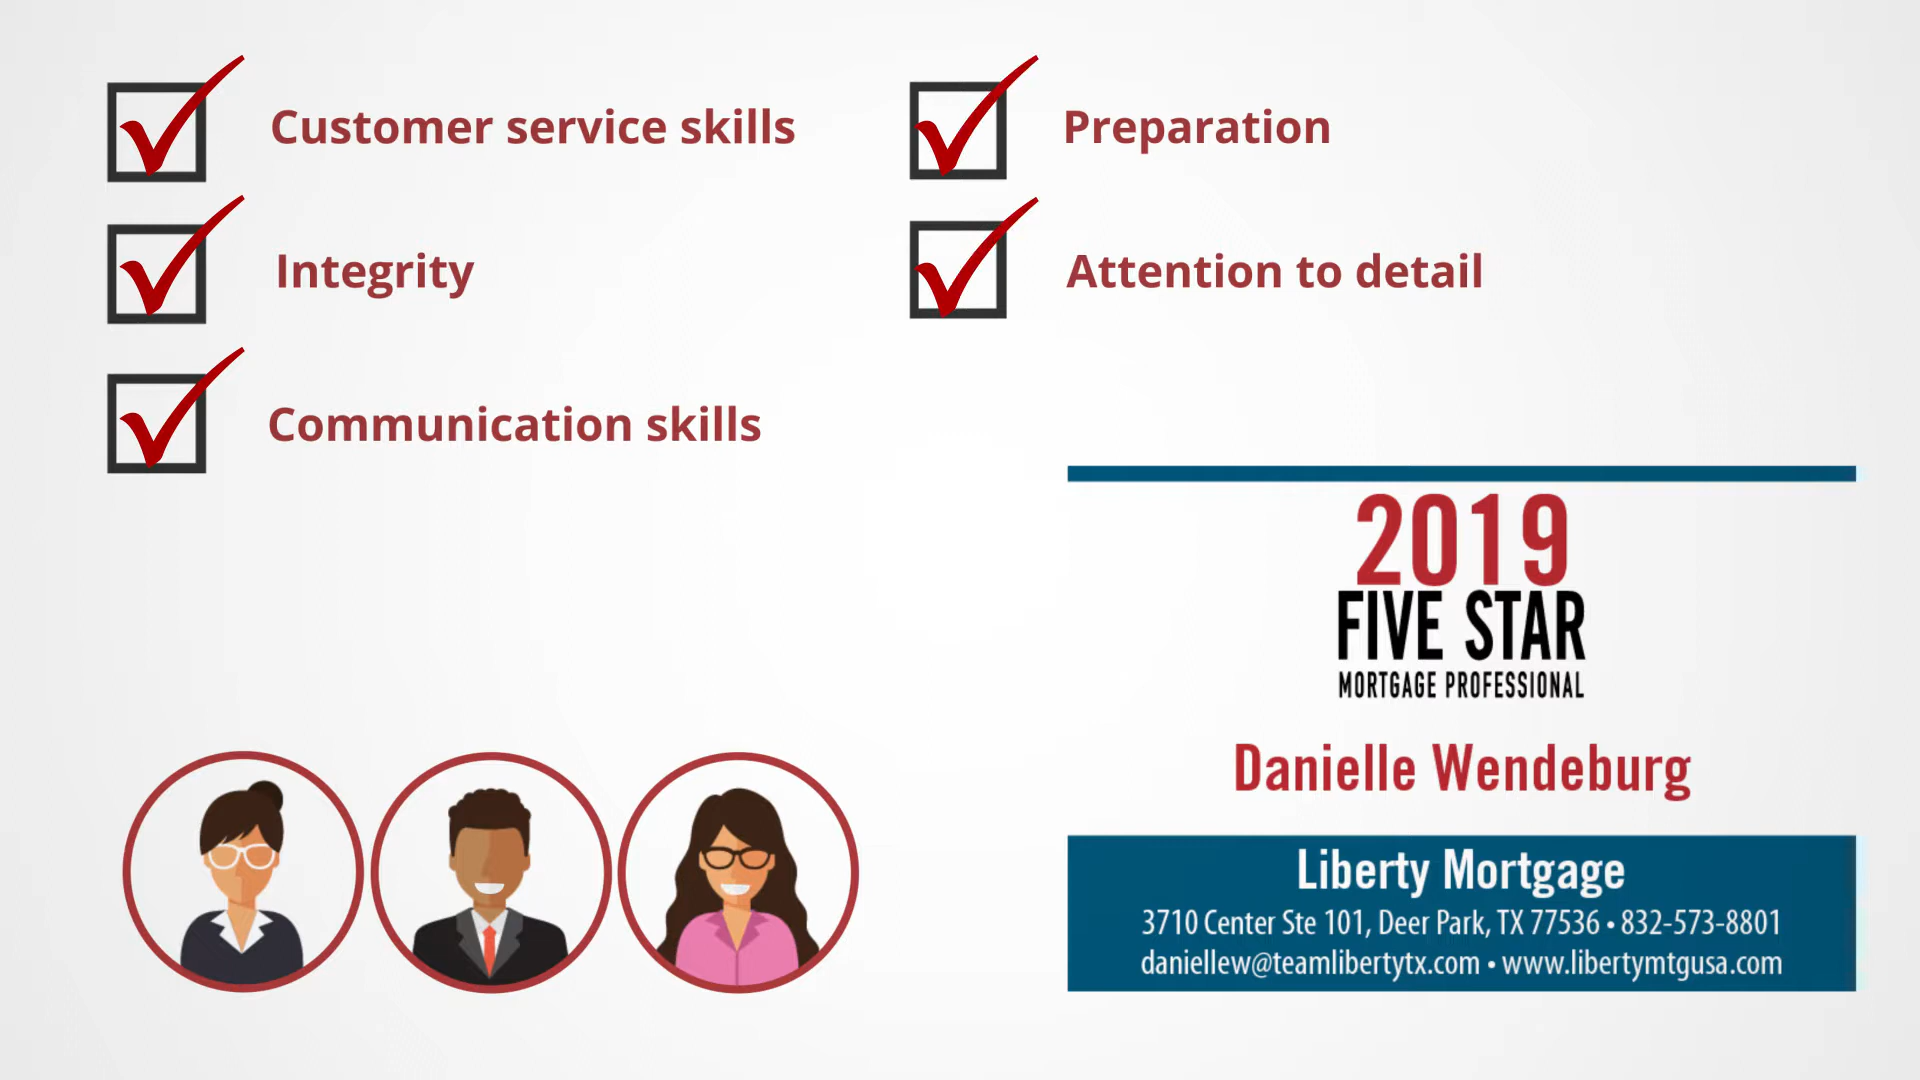 Customer service skills
Integrity
Communication skills
Preparation
Attention to detail
2019
FIVE STAR
MORTGAGE PROFESSIONAL
Danielle Wendeburg
Liberty Mortgage
3710 Center Ste 101, Deer Park, TX 77536 • 832-573-8801
daniellew@teamlibertytx.com • www.libertymtgusa.com